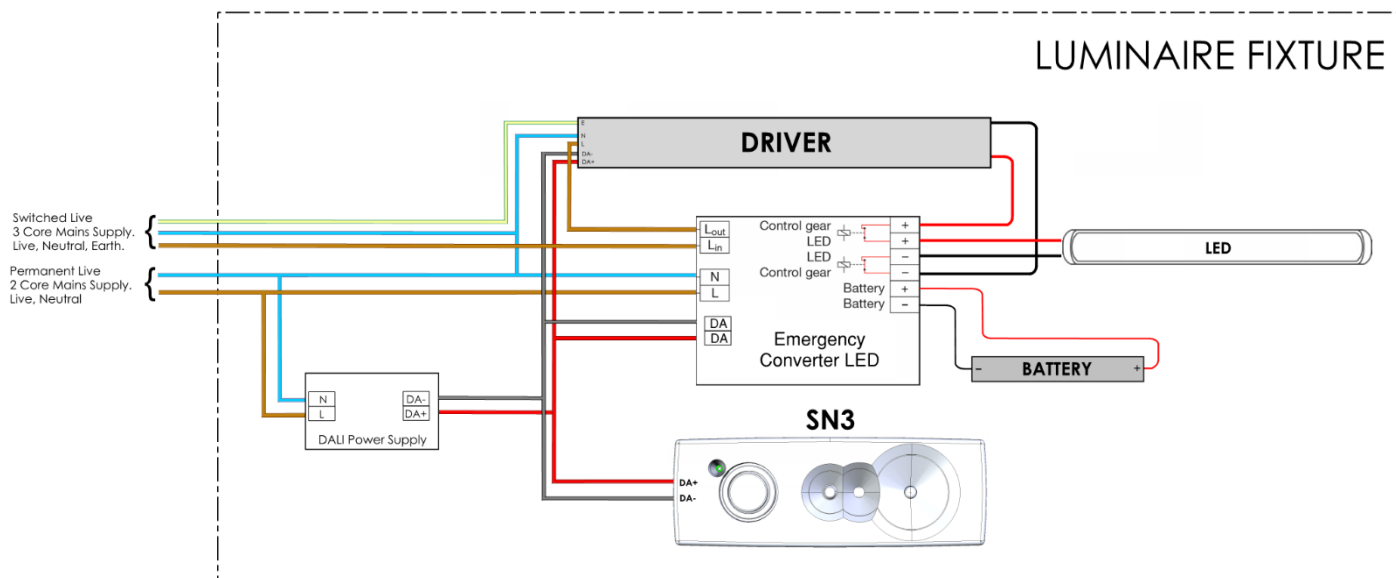 LUMINAIRE FIXTURE
E
N
L
DA-
DA+
DRIVER
Switched Live
3 Core Mains Supply.
Live, Neutral, Earth.
Permanent Live
2 Core Mains Supply.
Live, Neutral
Lout
Lin
N
L
DA
DA
Control gear
LED
LED
Control gear
Battery
Battery
+
+
−
−
+
−
Emergency
Converter LED
LED
− BATTERY +
N
L
DA-
DA+
DALI Power Supply
SN3
DA+
DA-